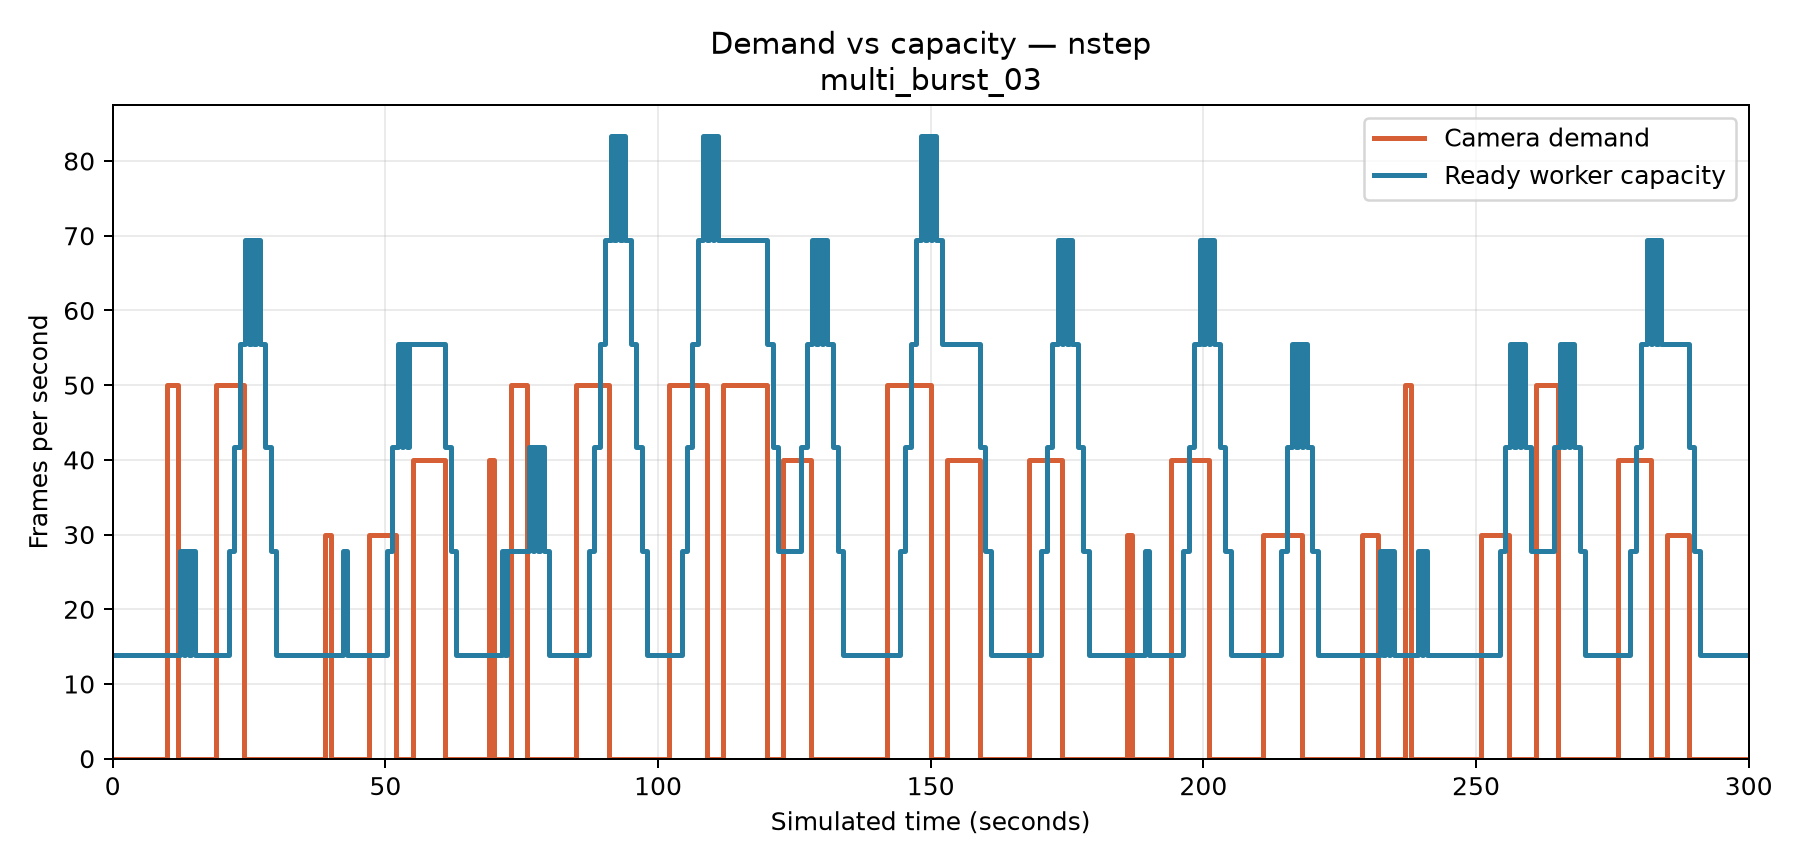 Demand vs capacity — nstep
multi_burst_03
Camera demand
Ready worker capacity
Frames per second
80
70
60
50
40
30
20
10
0
0 50 100 150 200 250 300
Simulated time (seconds)